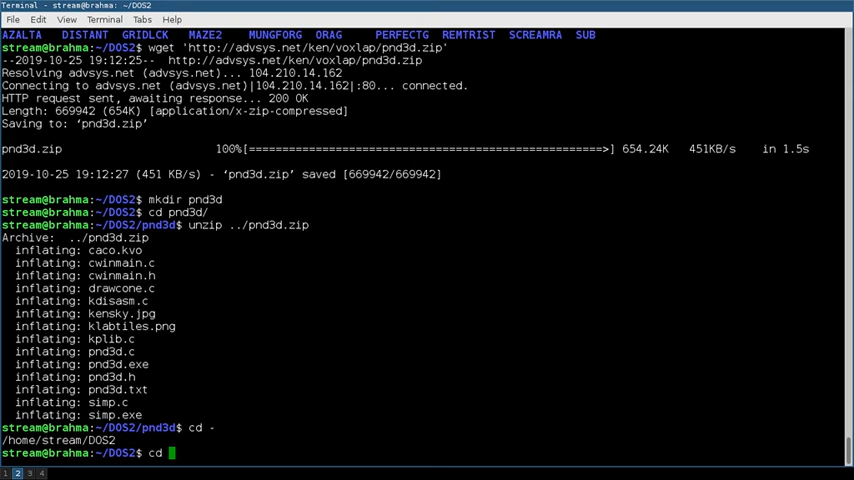 Terminal - stream@brahma: ~/DOS2
File Edit View Terminal Tabs Help
AZALTA DISTANT GRIDLCK MAZE2 MUNGFORG ORAG PERFECTG REMTRIST SCREAMRA SUB
stream@brahma:~/DOS2$ wget 'http://advsys.net/ken/voxlap/pnd3d.zip'
--2019-10-25 19:12:25-- http://advsys.net/ken/voxlap/pnd3d.zip
Resolving advsys.net (advsys.net)... 104.210.14.162
Connecting to advsys.net (advsys.net)|104.210.14.162|:80... connected.
HTTP request sent, awaiting response... 200 OK
Length: 669942 (654K) [application/x-zip-compressed]
Saving to: ‘pnd3d.zip’
pnd3d.zip 100%[=====================================================>] 654.24K 451KB/s in 1.5s
2019-10-25 19:12:27 (451 KB/s) - ‘pnd3d.zip’ saved [669942/669942]
stream@brahma:~/DOS2$ mkdir pnd3d
stream@brahma:~/DOS2$ cd pnd3d/
stream@brahma:~/DOS2/pnd3d$ unzip ../pnd3d.zip
Archive: ../pnd3d.zip
inflating: caco.kvo
inflating: cwinmain.c
inflating: cwinmain.h
inflating: drawcone.c
inflating: kdisasm.c
inflating: kensky.jpg
inflating: klabtiles.png
inflating: kplib.c
inflating: pnd3d.c
inflating: pnd3d.exe
inflating: pnd3d.h
inflating: pnd3d.txt
inflating: simp.c
inflating: simp.exe
stream@brahma:~/DOS2/pnd3d$ cd -
/home/stream/DOS2
stream@brahma:~/DOS2$ cd
1 2 3 4